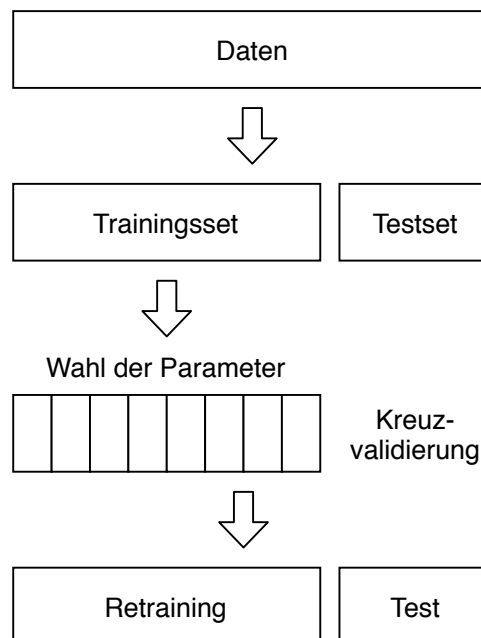 Daten
Trainingsset
Testset
Wahl der Parameter
Kreuz-
validierung
Retraining
Test